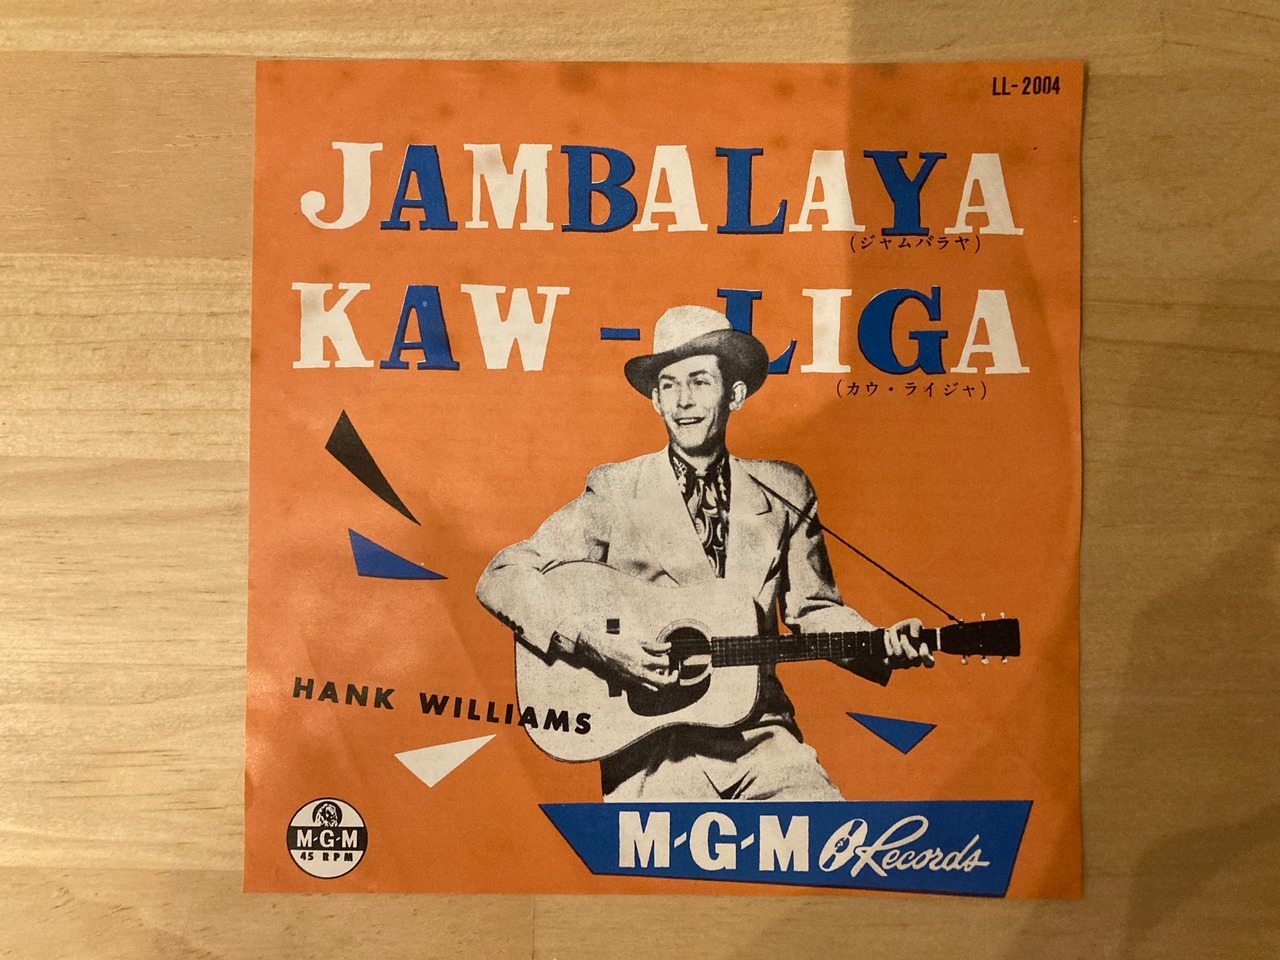 LL-2004
JAMBALAYA
(ジャムバラヤ)
KAW-LIGA
(カウ・ライジャ)
HANK WILLIAMS
M-G-M
45 RPM
M-G-M Records